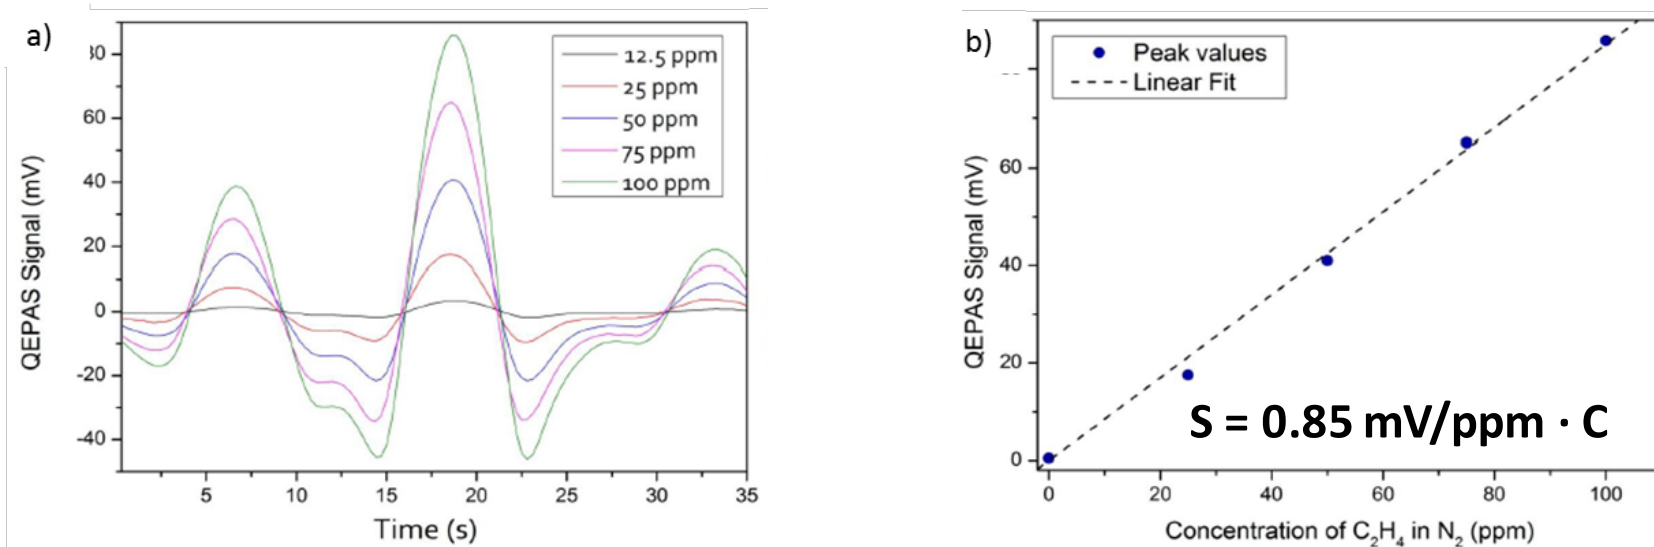 a)
12.5 ppm
25 ppm
50 ppm
75 ppm
100 ppm
80
60
40
20
0
-20
-40
QEPAS Signal (mV)
5 10 15 20 25 30 35
Time (s)
b)
Peak values
Linear Fit
60
40
20
0
QEPAS Signal (mV)
S = 0.85 mV/ppm · C
0 20 40 60 80 100
Concentration of C₂H₄ in N₂ (ppm)